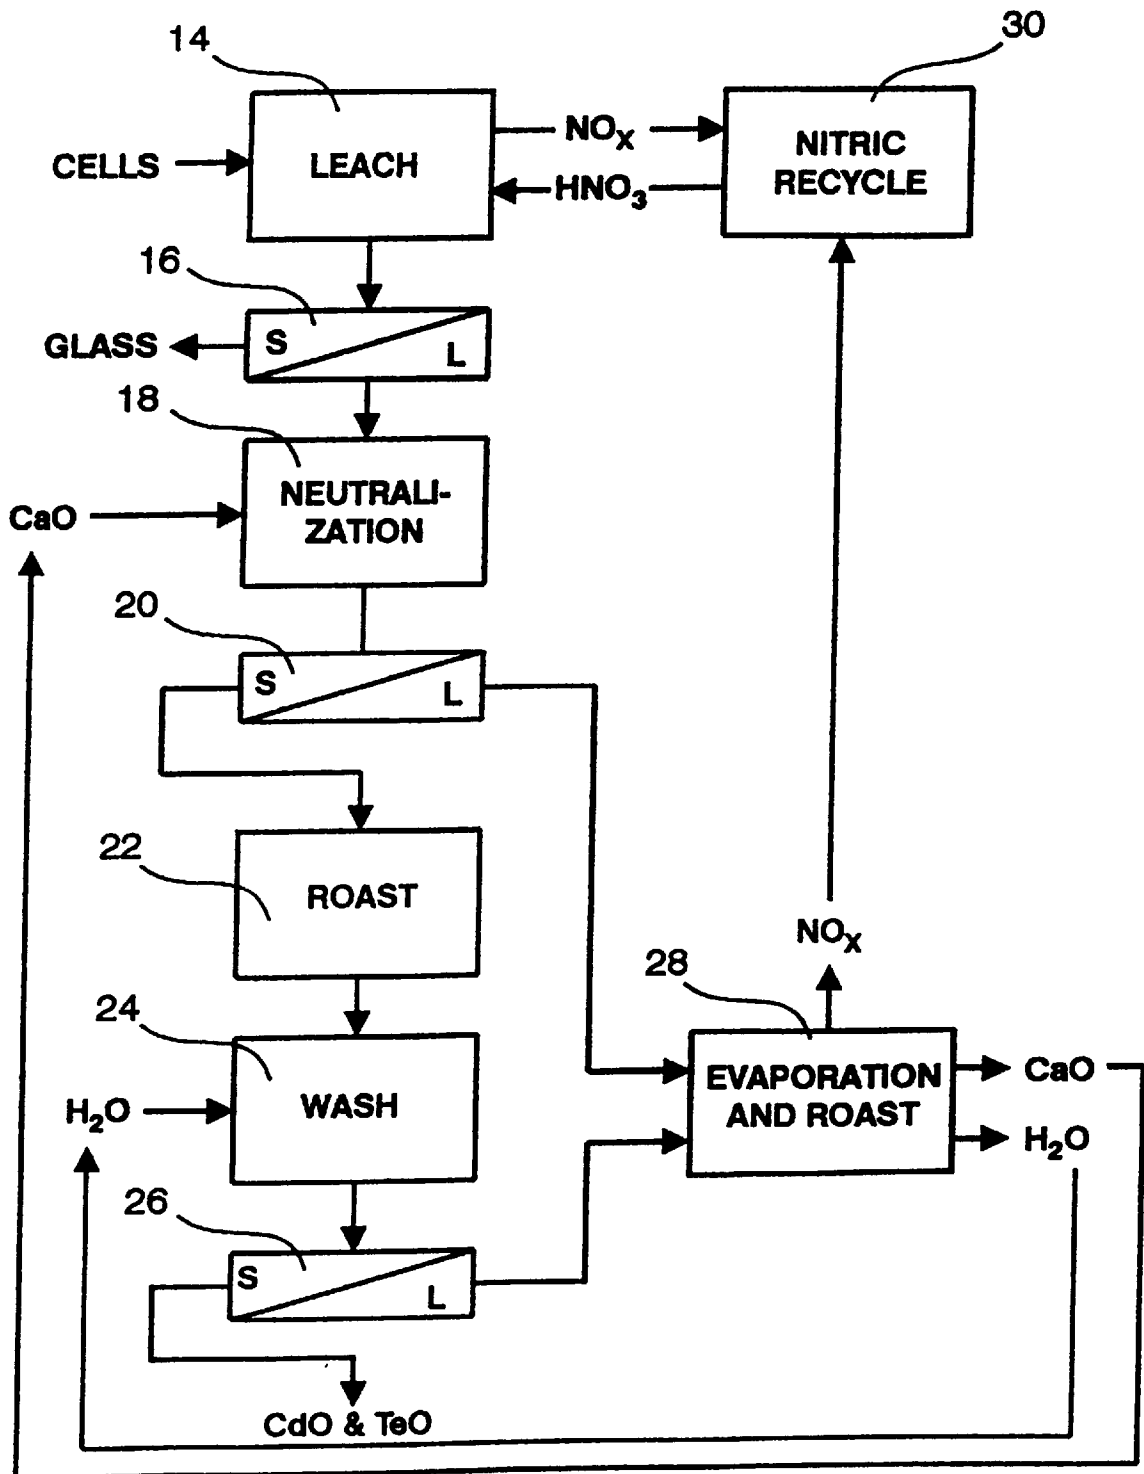 14
30
CELLS
LEACH
NOX
HNO3
NITRIC
RECYCLE
16
GLASS
S
L
18
CaO
NEUTRALI-
ZATION
20
S
L
22
ROAST
NOX
28
24
H2O
WASH
EVAPORATION
AND ROAST
CaO
H2O
26
S
L
CdO & TeO